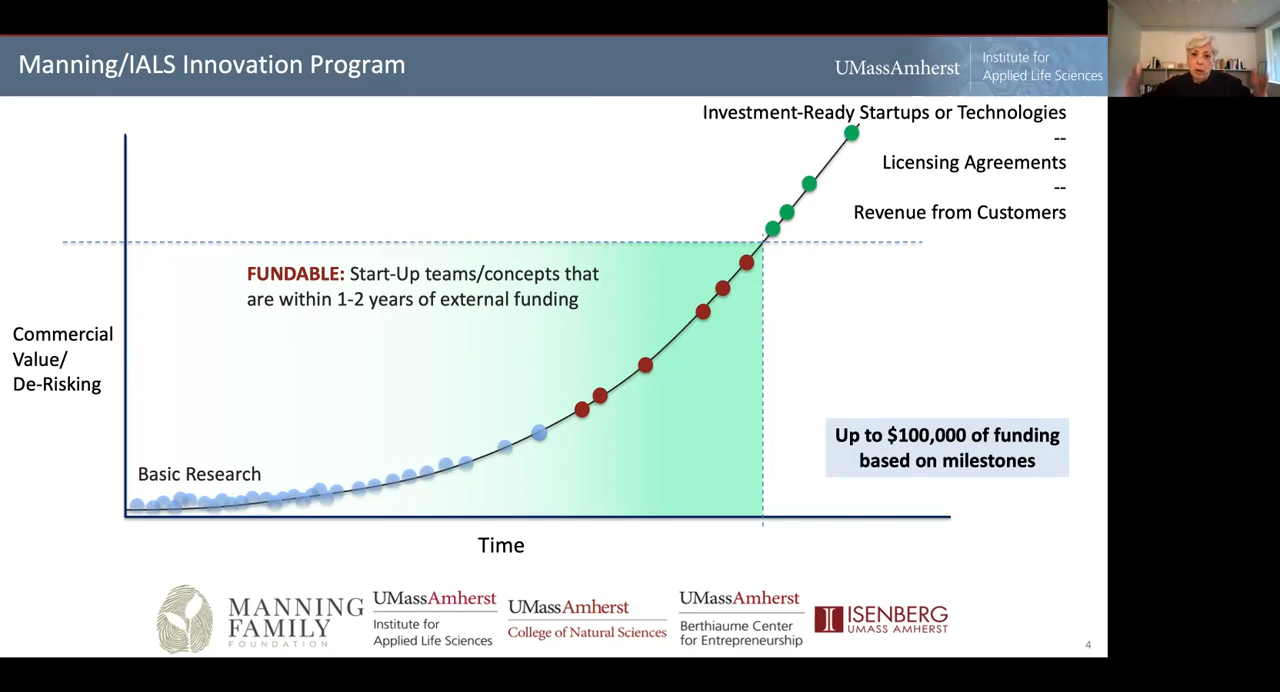 Manning/IALS Innovation Program
UMassAmherst
Institute for
Applied Life Sciences
Investment-Ready Startups or Technologies
--
Licensing Agreements
--
Revenue from Customers
FUNDABLE: Start-Up teams/concepts that
are within 1-2 years of external funding
Commercial
Value/
De-Risking
Up to $100,000 of funding
based on milestones
Basic Research
Time
MANNING
FAMILY
FOUNDATION
UMassAmherst
Institute for
Applied Life Sciences
UMassAmherst
College of Natural Sciences
UMassAmherst
Berthiaume Center
for Entrepreneurship
ISENBERG
UMASS AMHERST
4